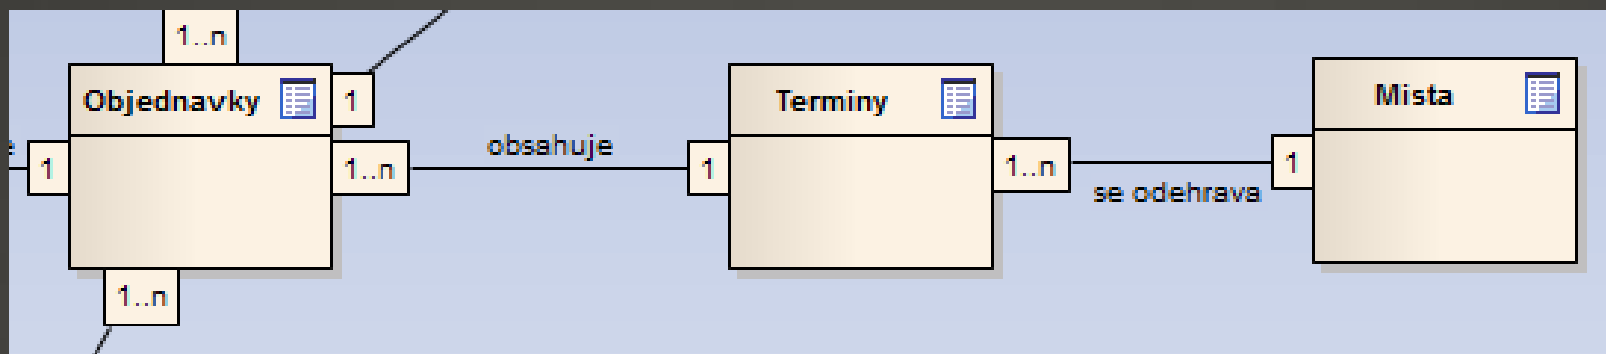 1..n
Objednavky
1
1
1..n
obsahuje
1
Terminy
1..n
se odehrava
1
Mista
1..n